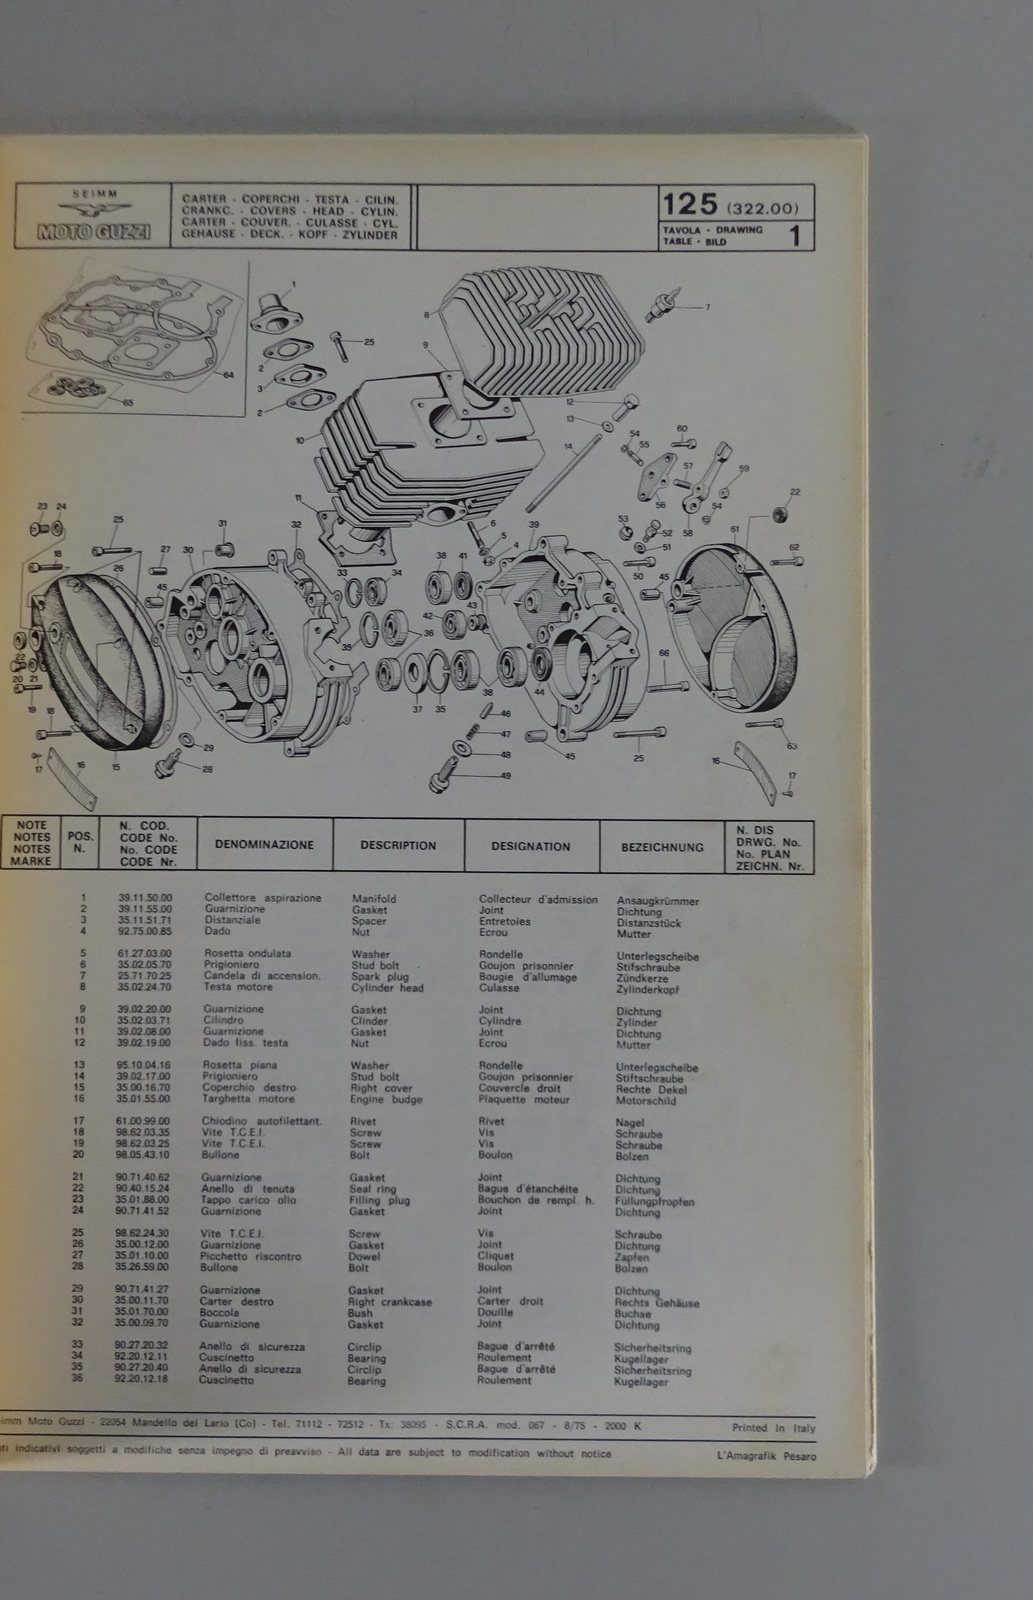 SEIMM
MOTO GUZZI
CARTER - COPERCHI - TESTA - CILIN.
CRANKC. - COVERS - HEAD - CYLIN.
CARTER - COUVER. - CULASSE - CYL.
GEHAUSE - DECK. - KOPF - ZYLINDER
125 (322.00)
TAVOLA - DRAWING
TABLE - BILD
1
NOTE
NOTES
NOTES
MARKE
POS.
N.
N. COD.
CODE No.
No. CODE
CODE Nr.
DENOMINAZIONE
DESCRIPTION
DESIGNATION
BEZEICHNUNG
N. DIS
DRWG. No.
No. PLAN
ZEICHN. Nr.
1 39.11.50.00 Collettore aspirazione Manifold Collecteur d'admission Ansaugkrümmer
2 39.11.55.00 Guarnizione Gasket Joint Dichtung
3 35.11.51.71 Distanziale Spacer Entretoies Distanzstück
4 92.75.00.85 Dado Nut Ecrou Mutter
5 61.27.03.00 Rosetta ondulata Washer Rondelle Unterlegscheibe
6 35.02.05.70 Prigioniero Stud bolt Goujon prisonnier Stifschraube
7 25.71.70.25 Candela di accension. Spark plug Bougie d'allumage Zündkerze
8 35.02.24.70 Testa motore Cylinder head Culasse Zylinderkopf
9 39.02.20.00 Guarnizione Gasket Joint Dichtung
10 35.02.03.71 Cilindro Clinder Cylindre Zylinder
11 39.02.08.00 Guarnizione Gasket Joint Dichtung
12 39.02.19.00 Dado fiss. testa Nut Ecrou Mutter
13 95.10.04.16 Rosetta piana Washer Rondelle Unterlegscheibe
14 39.02.17.00 Prigioniero Stud bolt Goujon prisonnier Stiftschraube
15 35.00.16.70 Coperchio destro Right cover Couvercle droit Rechte Dekel
16 35.01.55.00 Targhetta motore Engine budge Plaquette moteur Motorschild
17 61.00.99.00 Chiodino autofilettant. Rivet Rivet Nagel
18 98.62.03.35 Vite T.C.E.I. Screw Vis Schraube
19 98.62.03.25 Vite T.C.E.I. Screw Vis Schraube
20 98.05.43.10 Bullone Bolt Boulon Bolzen
21 90.71.40.62 Guarnizione Gasket Joint Dichtung
22 90.40.15.24 Anello di tenuta Seal ring Bague d'étanchéite Dichtung
23 35.01.88.00 Tappo carico olio Filling plug Bouchon de rempl. h. Füllungpfropfen
24 90.71.41.52 Guarnizione Gasket Joint Dichtung
25 98.62.24.30 Vite T.C.E.I. Screw Vis Schraube
26 35.00.12.00 Guarnizione Gasket Joint Dichtung
27 35.01.10.00 Picchetto riscontro Dowel Cliquet Zapfen
28 35.26.59.00 Bullone Bolt Boulon Bolzen
29 90.71.41.27 Guarnizione Gasket Joint Dichtung
30 35.00.11.70 Carter destro Right crankcase Carter droit Rechts Gehäuse
31 35.01.70.00 Boccola Bush Douille Buchse
32 35.00.09.70 Guarnizione Gasket Joint Dichtung
33 90.27.20.32 Anello di sicurezza Circlip Bague d'arrêté Sicherheitsring
34 92.20.12.11 Cuscinetto Bearing Roulement Kugellager
35 90.27.20.40 Anello di sicurezza Circlip Bague d'arrêté Sicherheitsring
36 92.20.12.18 Cuscinetto Bearing Roulement Kugellager
imm Moto Guzzi - 22054 Mandello del Lario (Co) - Tel. 71112 - 72512 - Tx: 38095 - S.C.R.A. mod. 067 - 8/75 - 2000 K Printed in Italy
ti indicativi soggetti a modifiche senza impegno di preavviso - All data are subject to modification without notice L'Amagrafik Pesaro